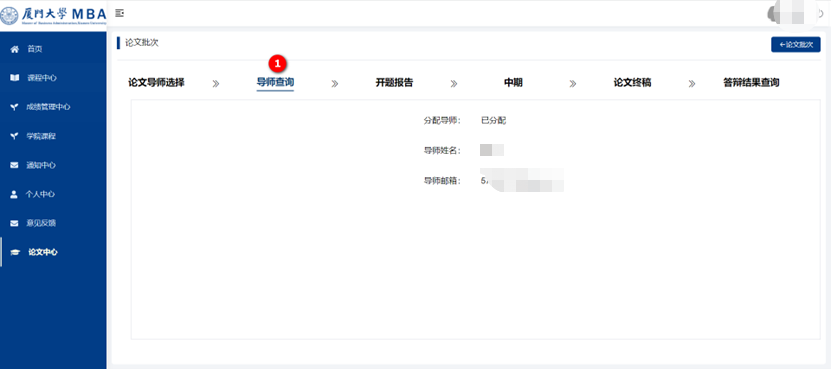 厦门大学 MBA
论文批次
←论文批次
首页
课程中心
成绩管理中心
学院课程
通知中心
个人中心
意见反馈
论文中心
1
论文导师选择
导师查询
开题报告
中期
论文终稿
答辩结果查询
分配导师： 已分配
导师姓名：
导师邮箱：